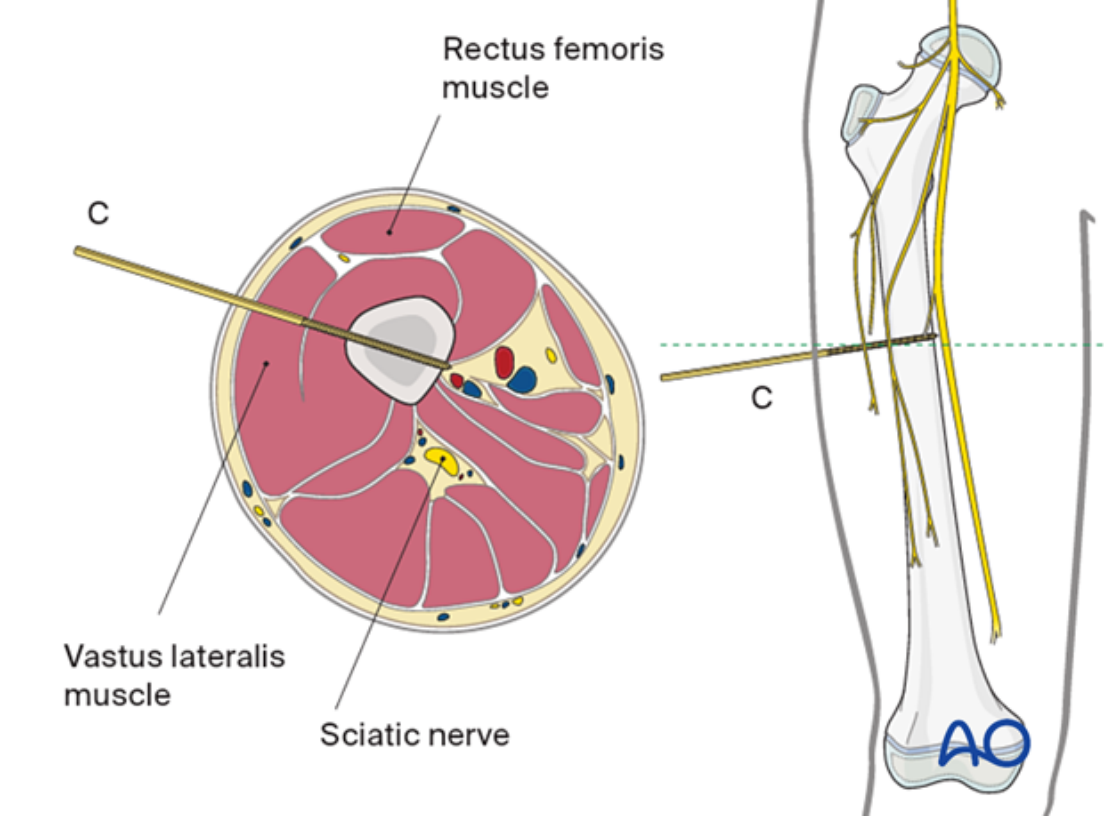 Rectus femoris
muscle
C
C
Vastus lateralis
muscle
Sciatic nerve
AO